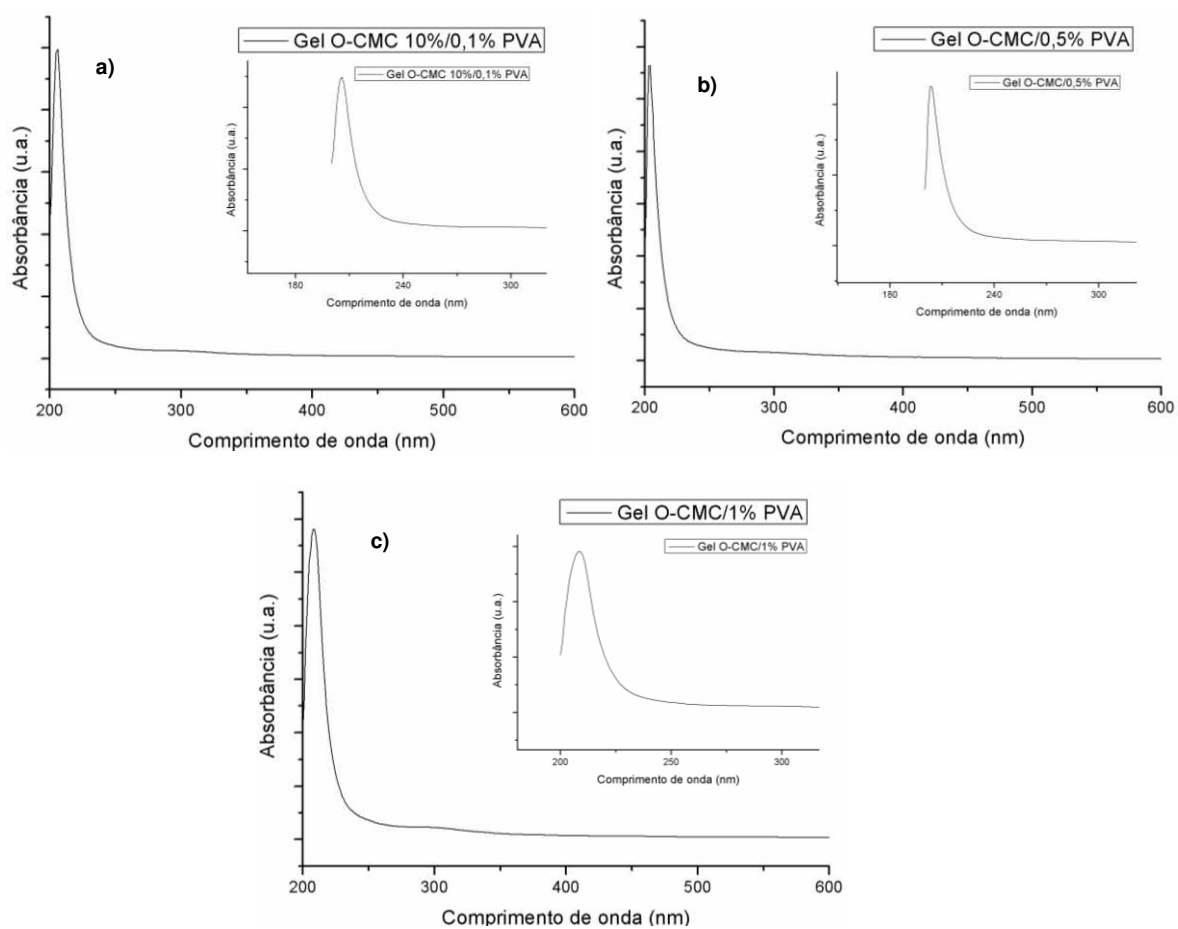 a)
Gel O-CMC 10%/0,1% PVA
Gel O-CMC 10%/0,1% PVA
Absorbância (u.a.)
180 240 300
Comprimento de onda (nm)
Absorbância (u.a.)
200 300 400 500 600
Comprimento de onda (nm)
b)
Gel O-CMC/0,5% PVA
Gel O-CMC/0,5% PVA
Absorbância (u.a.)
180 240 300
Comprimento de onda (nm)
Absorbância (u.a.)
200 300 400 500 600
Comprimento de onda (nm)
c)
Gel O-CMC/1% PVA
Gel O-CMC/1% PVA
Absorbância (u.a.)
200 250 300
Comprimento de onda (nm)
Absorbância (u.a.)
200 300 400 500 600
Comprimento de onda (nm)